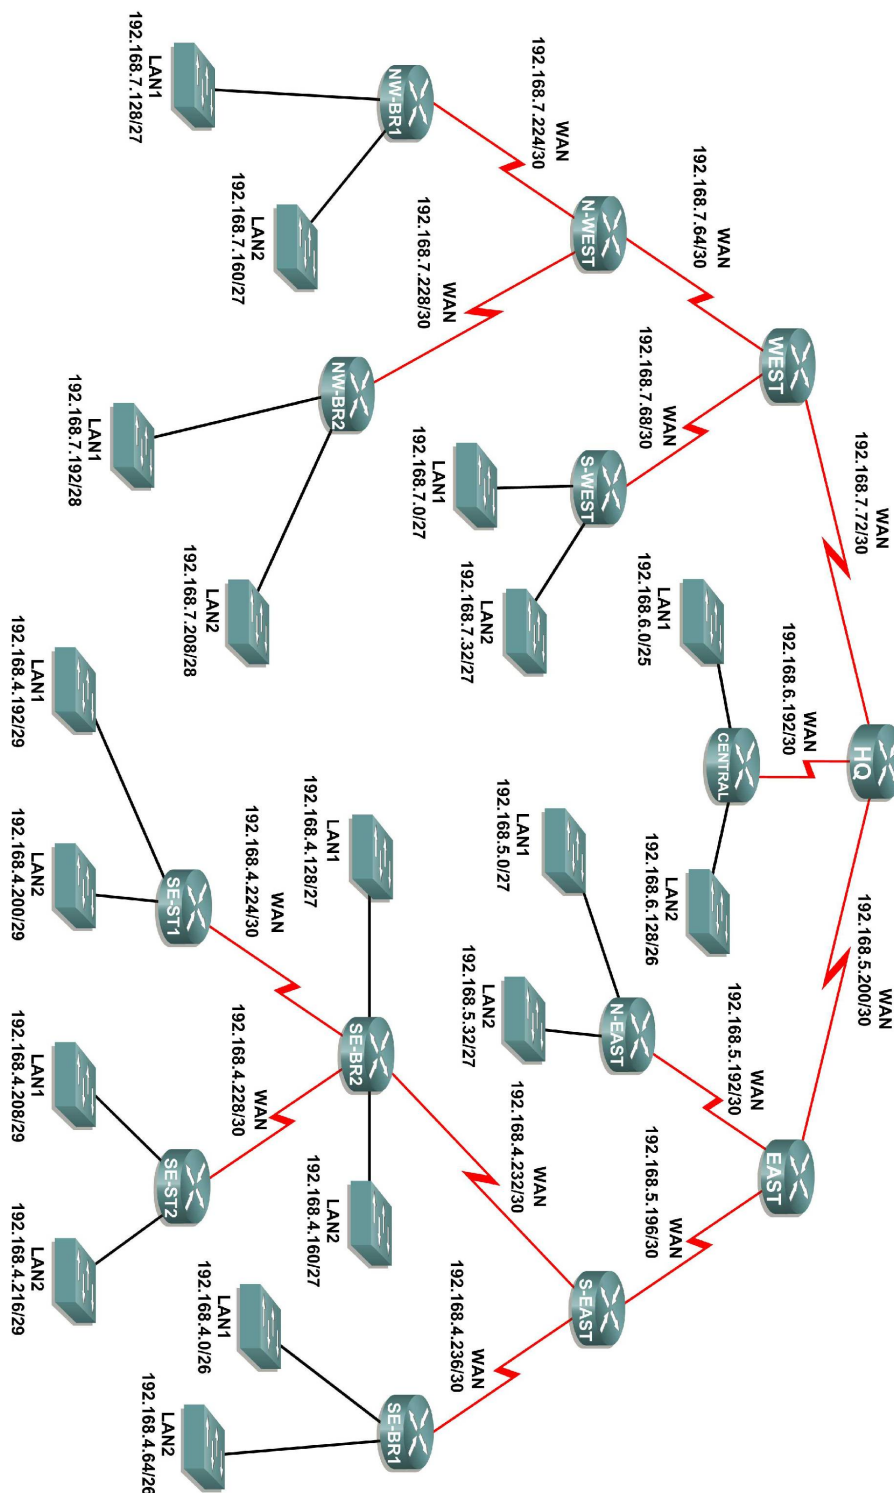 HQ
WAN
192.168.7.72/30
WAN
192.168.6.192/30
WAN
192.168.5.200/30
WEST
CENTRAL
LAN1
192.168.6.0/25
LAN2
192.168.6.128/26
EAST
WAN
192.168.7.64/30
WAN
192.168.7.68/30
WAN
192.168.5.192/30
WAN
192.168.5.196/30
N-WEST
S-WEST
LAN1
192.168.7.0/27
LAN2
192.168.7.32/27
N-EAST
LAN1
192.168.5.0/27
LAN2
192.168.5.32/27
S-EAST
WAN
192.168.7.224/30
WAN
192.168.7.228/30
WAN
192.168.4.232/30
WAN
192.168.4.236/30
NW-BR1
NW-BR2
SE-BR2
SE-BR1
LAN1
192.168.4.128/27
LAN2
192.168.4.160/27
LAN1
192.168.7.128/27
LAN2
192.168.7.160/27
LAN1
192.168.7.192/28
LAN2
192.168.7.208/28
WAN
192.168.4.224/30
WAN
192.168.4.228/30
LAN1
192.168.4.0/26
LAN2
192.168.4.64/26
SE-ST1
SE-ST2
LAN1
192.168.4.192/29
LAN2
192.168.4.200/29
LAN1
192.168.4.208/29
LAN2
192.168.4.216/29